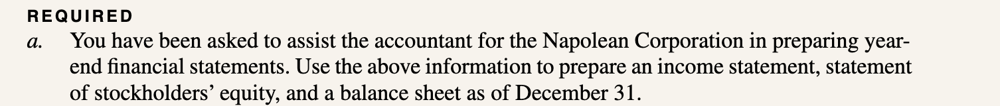 REQUIRED
a. You have been asked to assist the accountant for the Napolean Corporation in preparing year-
end financial statements. Use the above information to prepare an income statement, statement
of stockholders’ equity, and a balance sheet as of December 31.